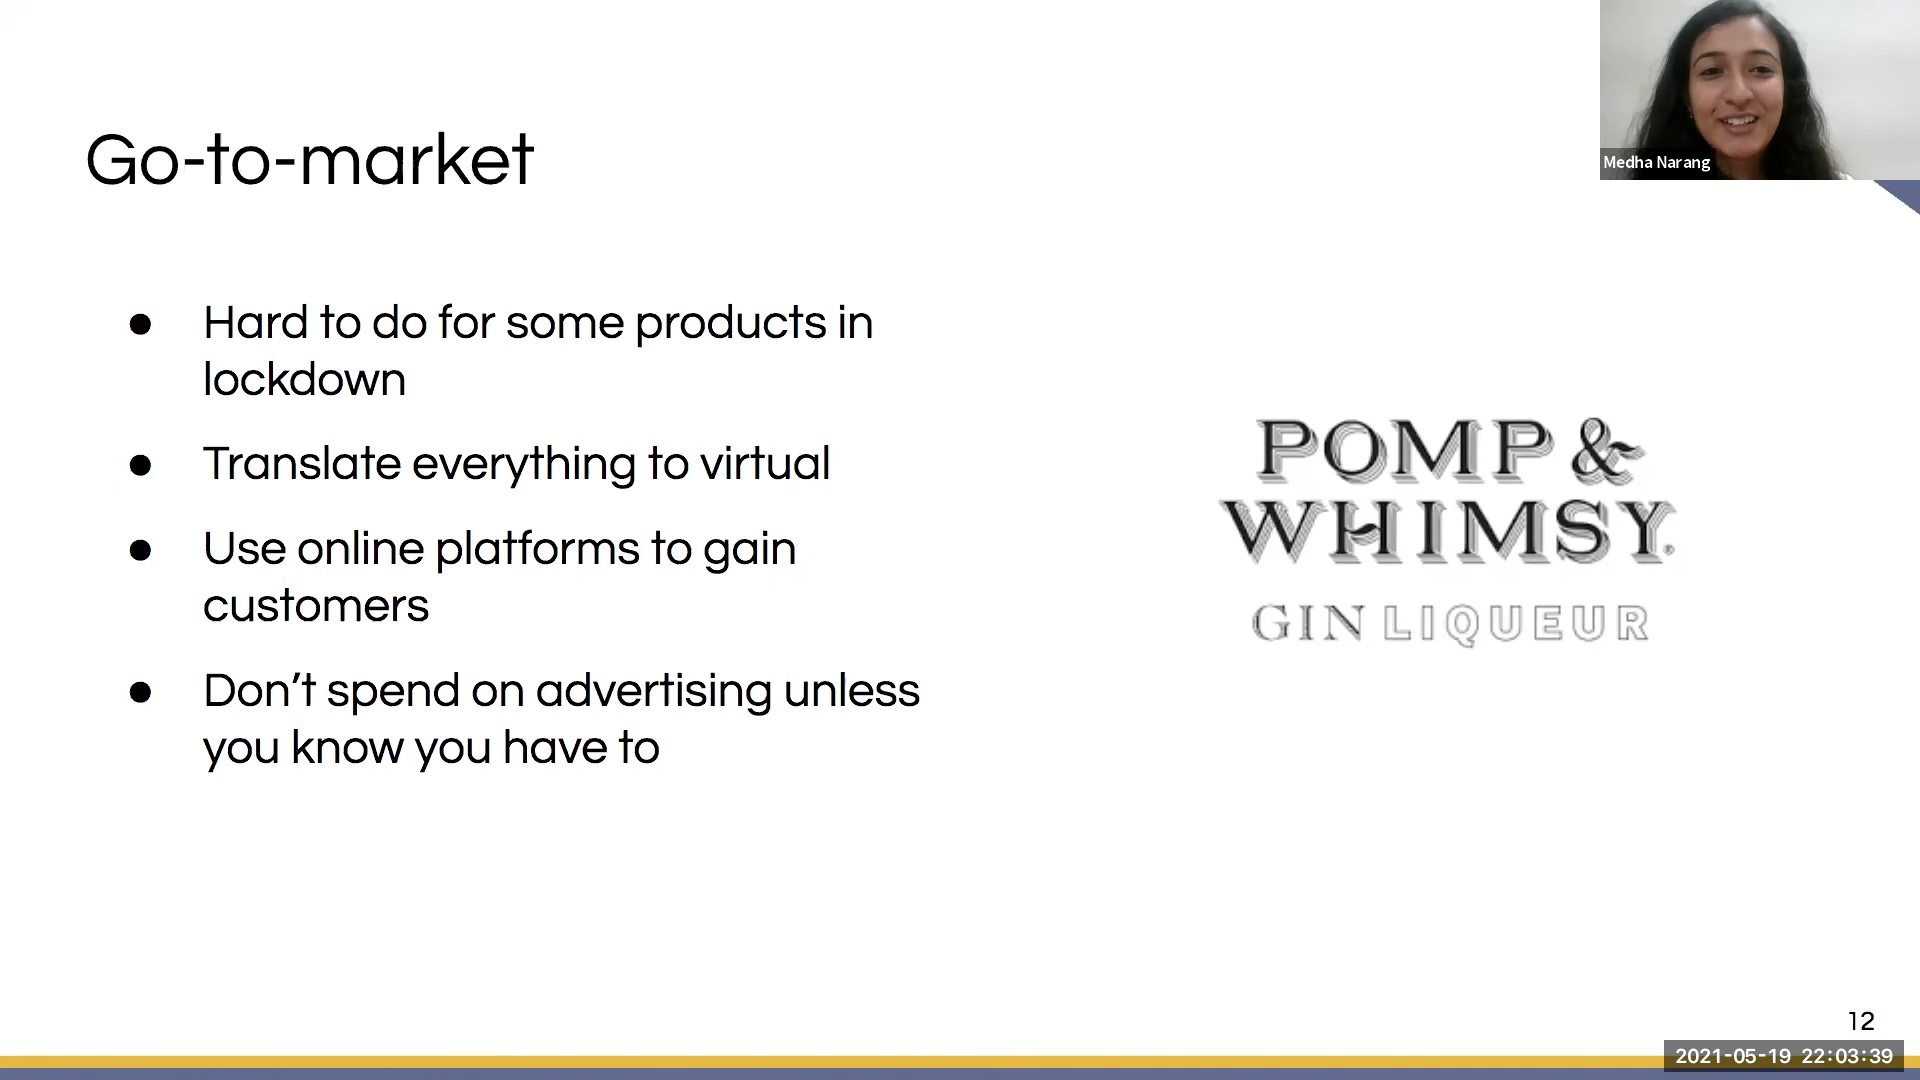 Medha Narang
Go-to-market
● Hard to do for some products in
lockdown
● Translate everything to virtual
● Use online platforms to gain
customers
● Don’t spend on advertising unless
you know you have to
POMP &
WHIMSY®
GIN LIQUEUR
12
2021-05-19 22:03:39